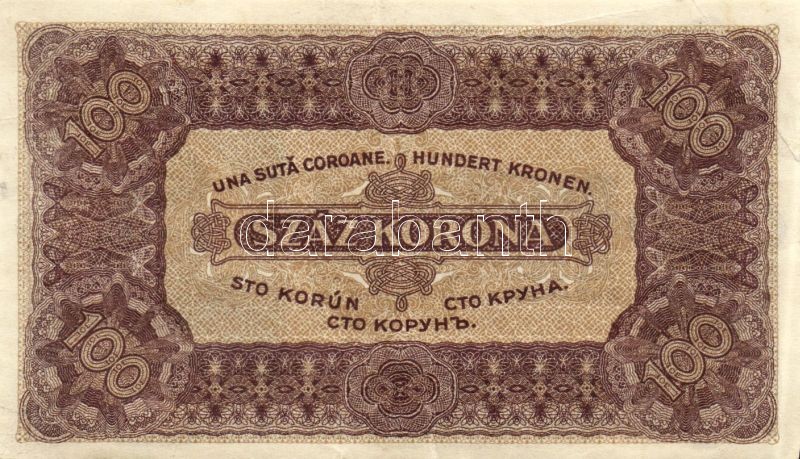 100 100
UNA SUTĂ COROANE. HUNDERT KRONEN.
SZÁZ KORONA
darabanth
STO KORÚN СТО КРУНА.
СТО КОРУНЪ.
100 100